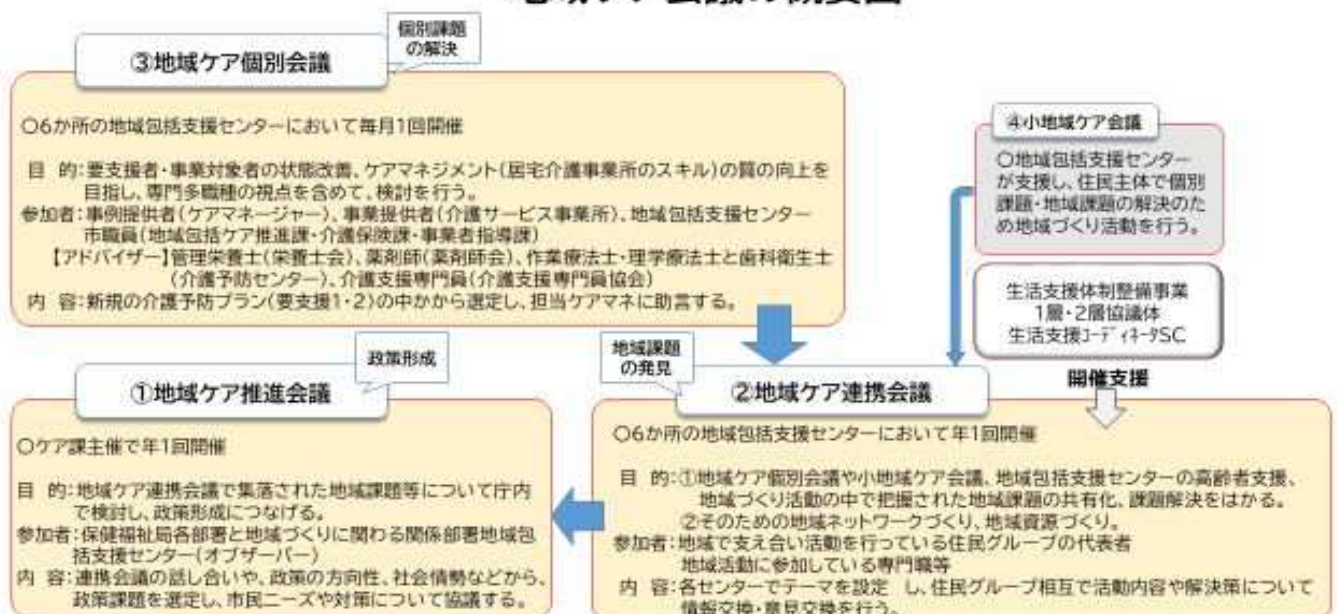 個別課題
の解決
③地域ケア個別会議
〇6か所の地域包括支援センターにおいて毎月1回開催
目 的:要支援者・事業対象者の状態改善、ケアマネジメント(居宅介護事業所のスキル)の質の向上を
目指し、専門多職種の視点を含めて、検討を行う。
参加者:事例提供者(ケアマネージャー)、事業提供者(介護サービス事業所)、地域包括支援センター
市職員(地域包括ケア推進課・介護保険課・事業者指導課)
【アドバイザー】管理栄養士(栄養士会)、薬剤師(薬剤師会)、作業療法士・理学療法士と歯科衛生士
(介護予防センター)、介護支援専門員(介護支援専門員協会)
内 容:新規の介護予防プラン(要支援1・2)の中かから選定し、担当ケアマネに助言する。
④小地域ケア会議
〇地域包括支援センター
が支援し、住民主体で個別
課題・地域課題の解決のた
め地域づくり活動を行う。
生活支援体制整備事業
1層・2層協議体
生活支援コーディネータSC
開催支援
政策形成
①地域ケア推進会議
〇ケア課主催で年1回開催
目 的:地域ケア連携会議で集落された地域課題等について庁内
で検討し、政策形成につなげる。
参加者:保健福祉局各部署と地域づくりに関わる関係部署地域包
括支援センター(オブザーバー)
内 容:連携会議の話し合いや、政策の方向性、社会情勢などから、
政策課題を選定し、市民ニーズや対策について協議する。
地域課題
の発見
②地域ケア連携会議
〇6か所の地域包括支援センターにおいて年1回開催
目 的:①地域ケア個別会議や小地域ケア会議、地域包括支援センターの高齢者支援、
地域づくり活動の中で把握された地域課題の共有化、課題解決をはかる。
②そのための地域ネットワークづくり、地域資源づくり。
参加者:地域で支え合い活動を行っている住民グループの代表者
地域活動に参加している専門職等
内 容:各センターでテーマを設定 し、住民グループ相互で活動内容や解決策について
情報交換・意見交換を行う。